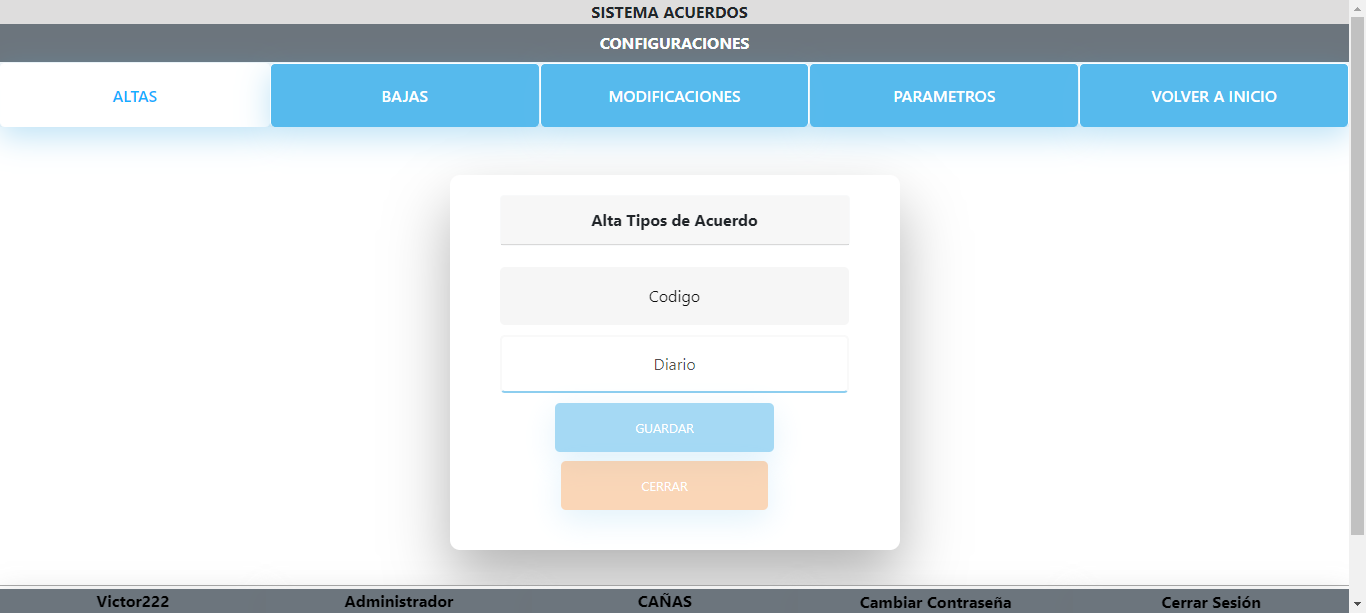 SISTEMA ACUERDOS
CONFIGURACIONES
ALTAS BAJAS MODIFICACIONES PARAMETROS VOLVER A INICIO
Alta Tipos de Acuerdo
Codigo
Diario
GUARDAR
CERRAR
Victor222 Administrador CAÑAS Cambiar Contraseña Cerrar Sesión